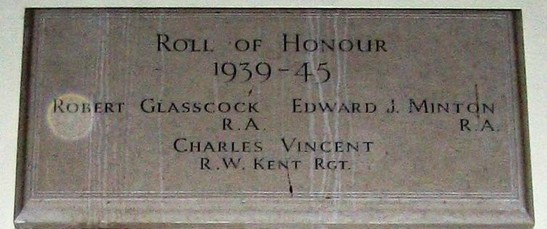 Roll of Honour
1939-45
Robert Glasscock Edward J. Minton
R.A. R.A.
Charles Vincent
R.W. Kent Rgt.